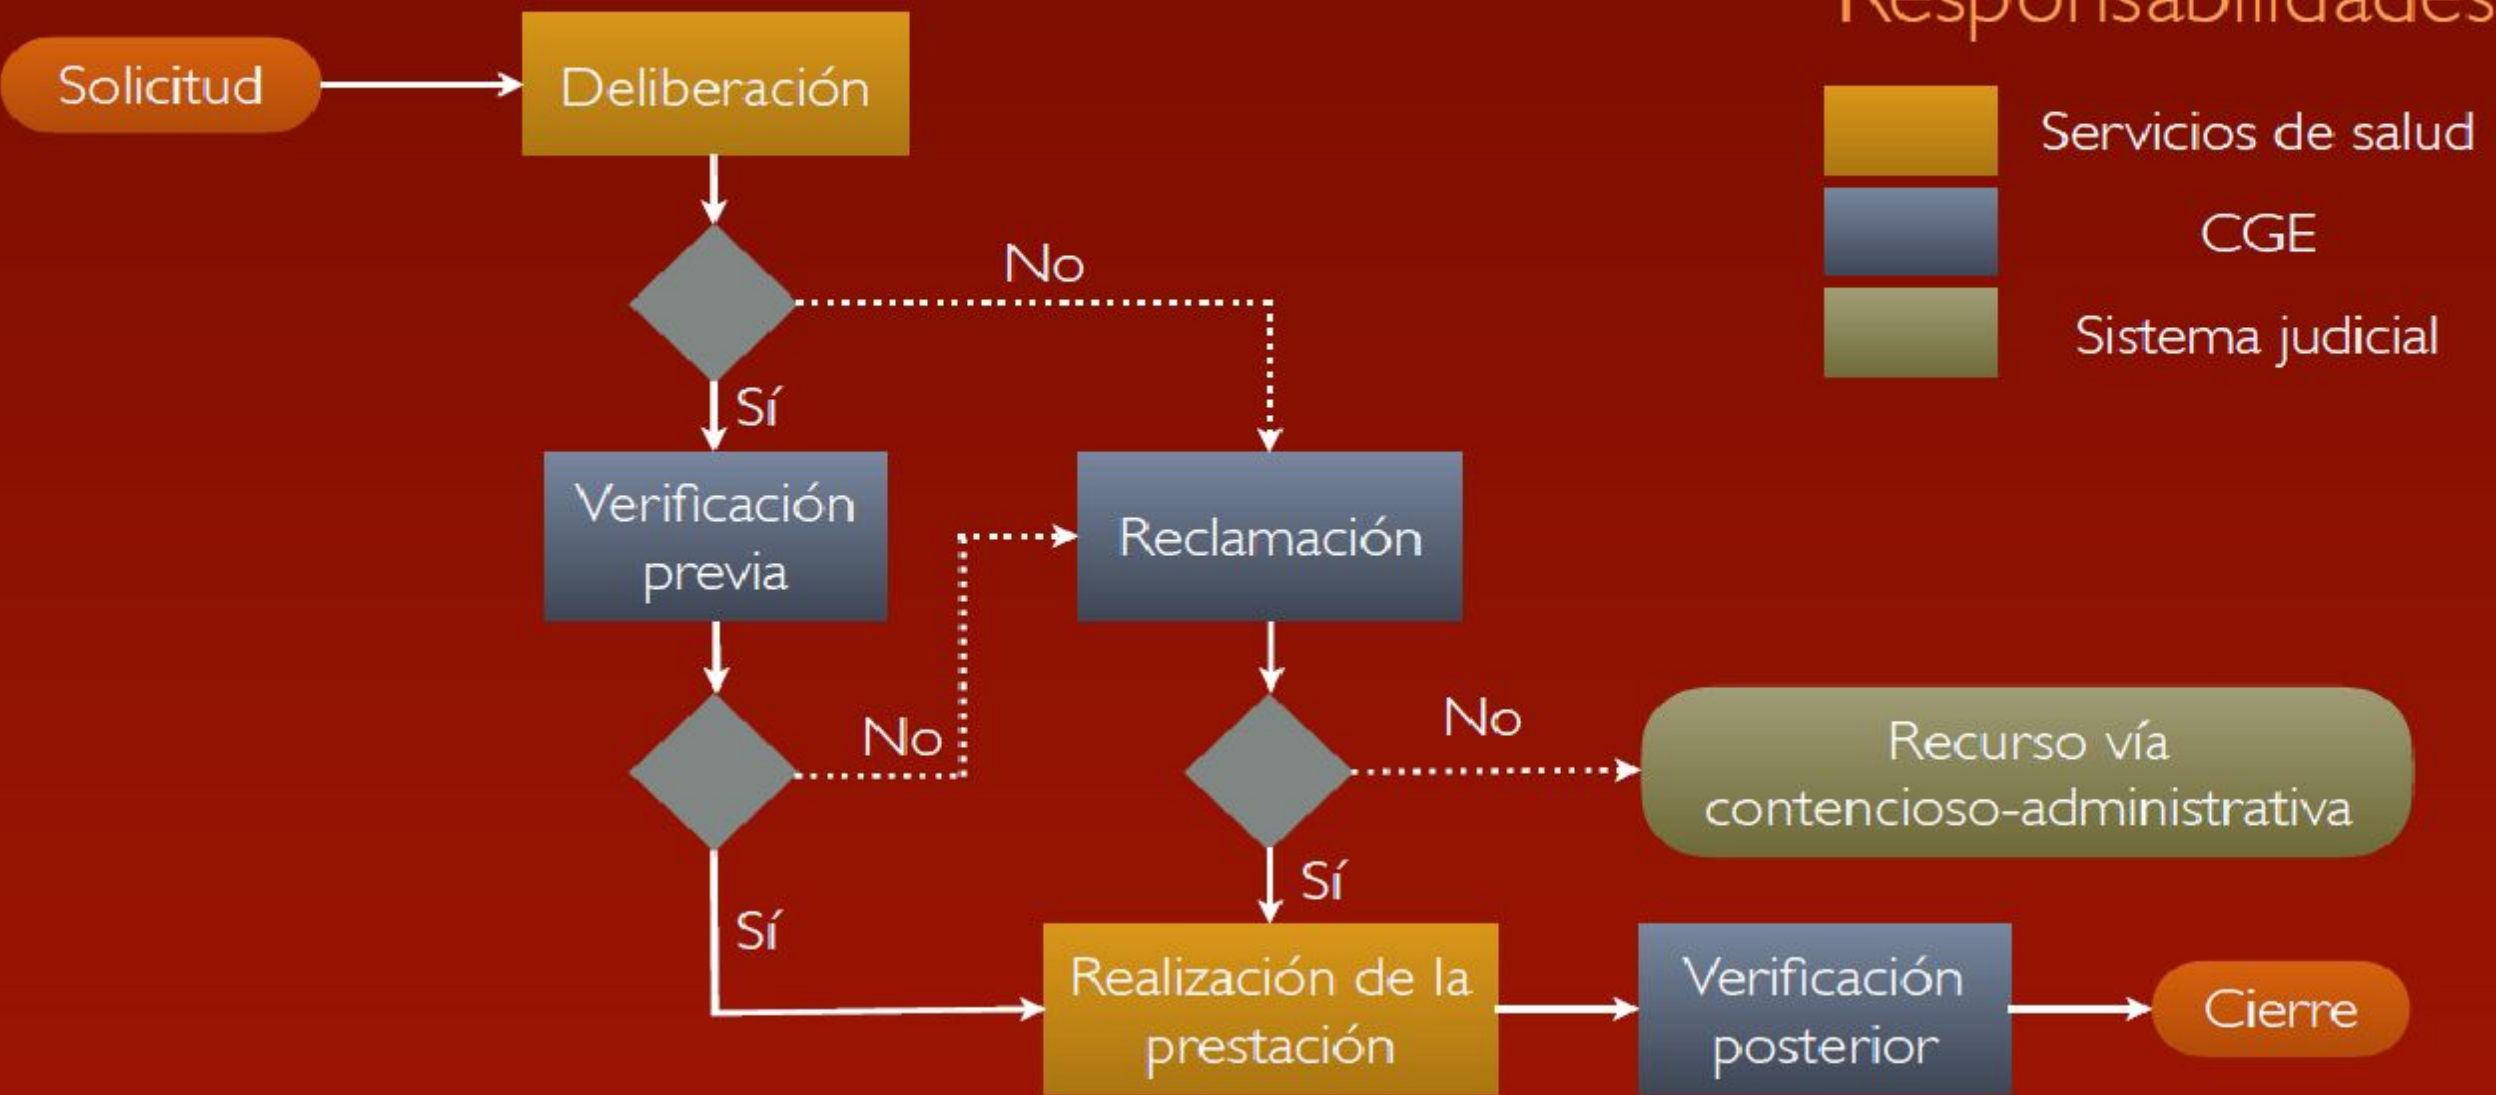 Responsabilidades
Solicitud
Deliberación
Servicios de salud
CGE
Sistema judicial
No
Sí
Verificación
previa
Reclamación
No
No
Recurso vía
contencioso-administrativa
Sí
Sí
Realización de la
prestación
Verificación
posterior
Cierre